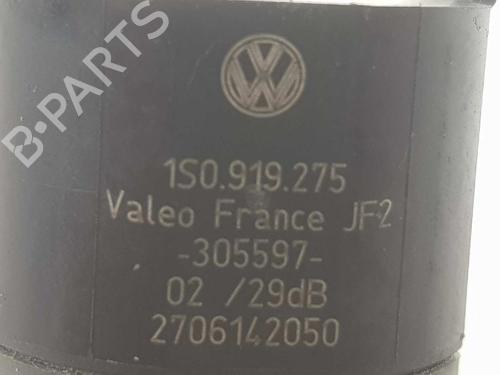 B-PARTS
1S0.919.275
Valeo France JF2
-305597-
02 /29dB
2706142050